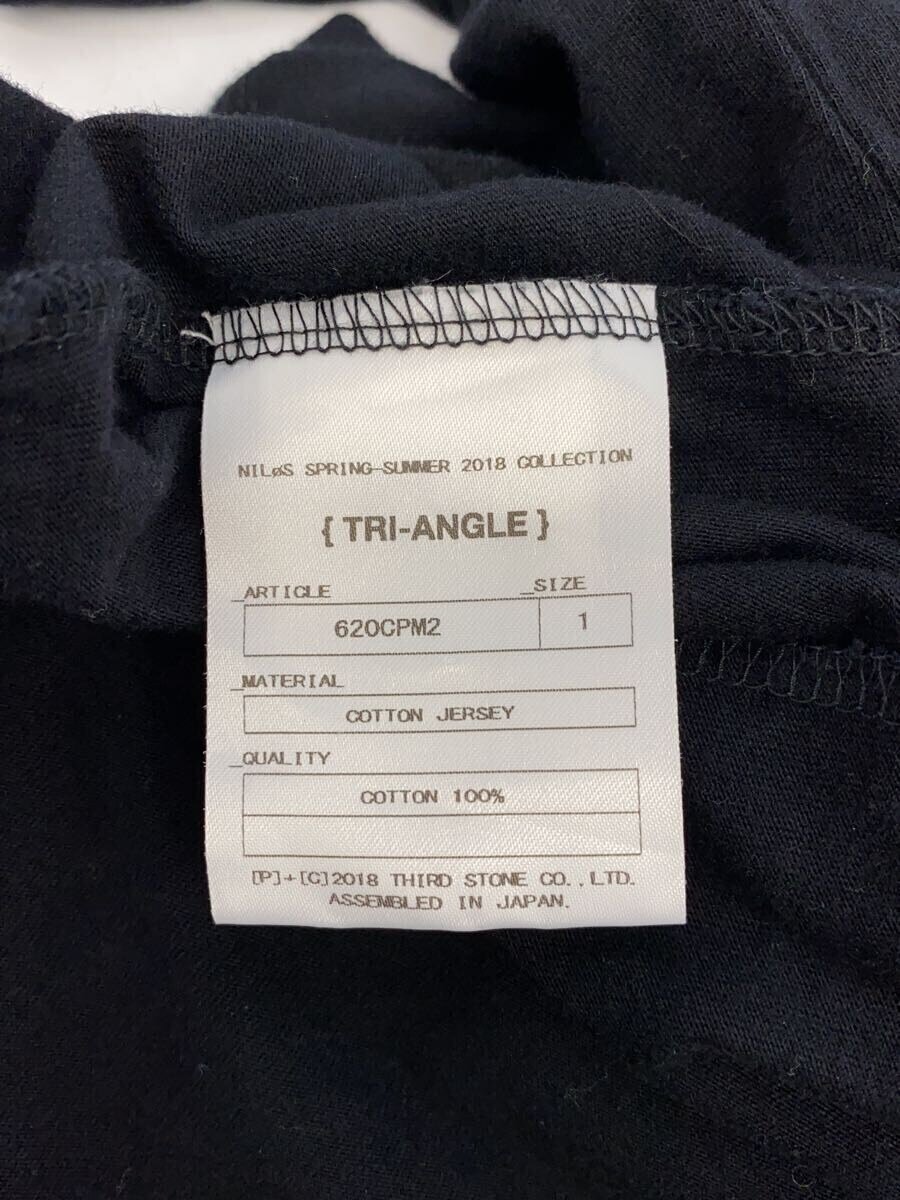 NILøS SPRING-SUMMER 2018 COLLECTION
{ TRI-ANGLE }
_ARTICLE _SIZE
620CPM2 1
_MATERIAL
COTTON JERSEY
_QUALITY
COTTON 100%
[P]+[C]2018 THIRD STONE CO.,LTD.
ASSEMBLED IN JAPAN.